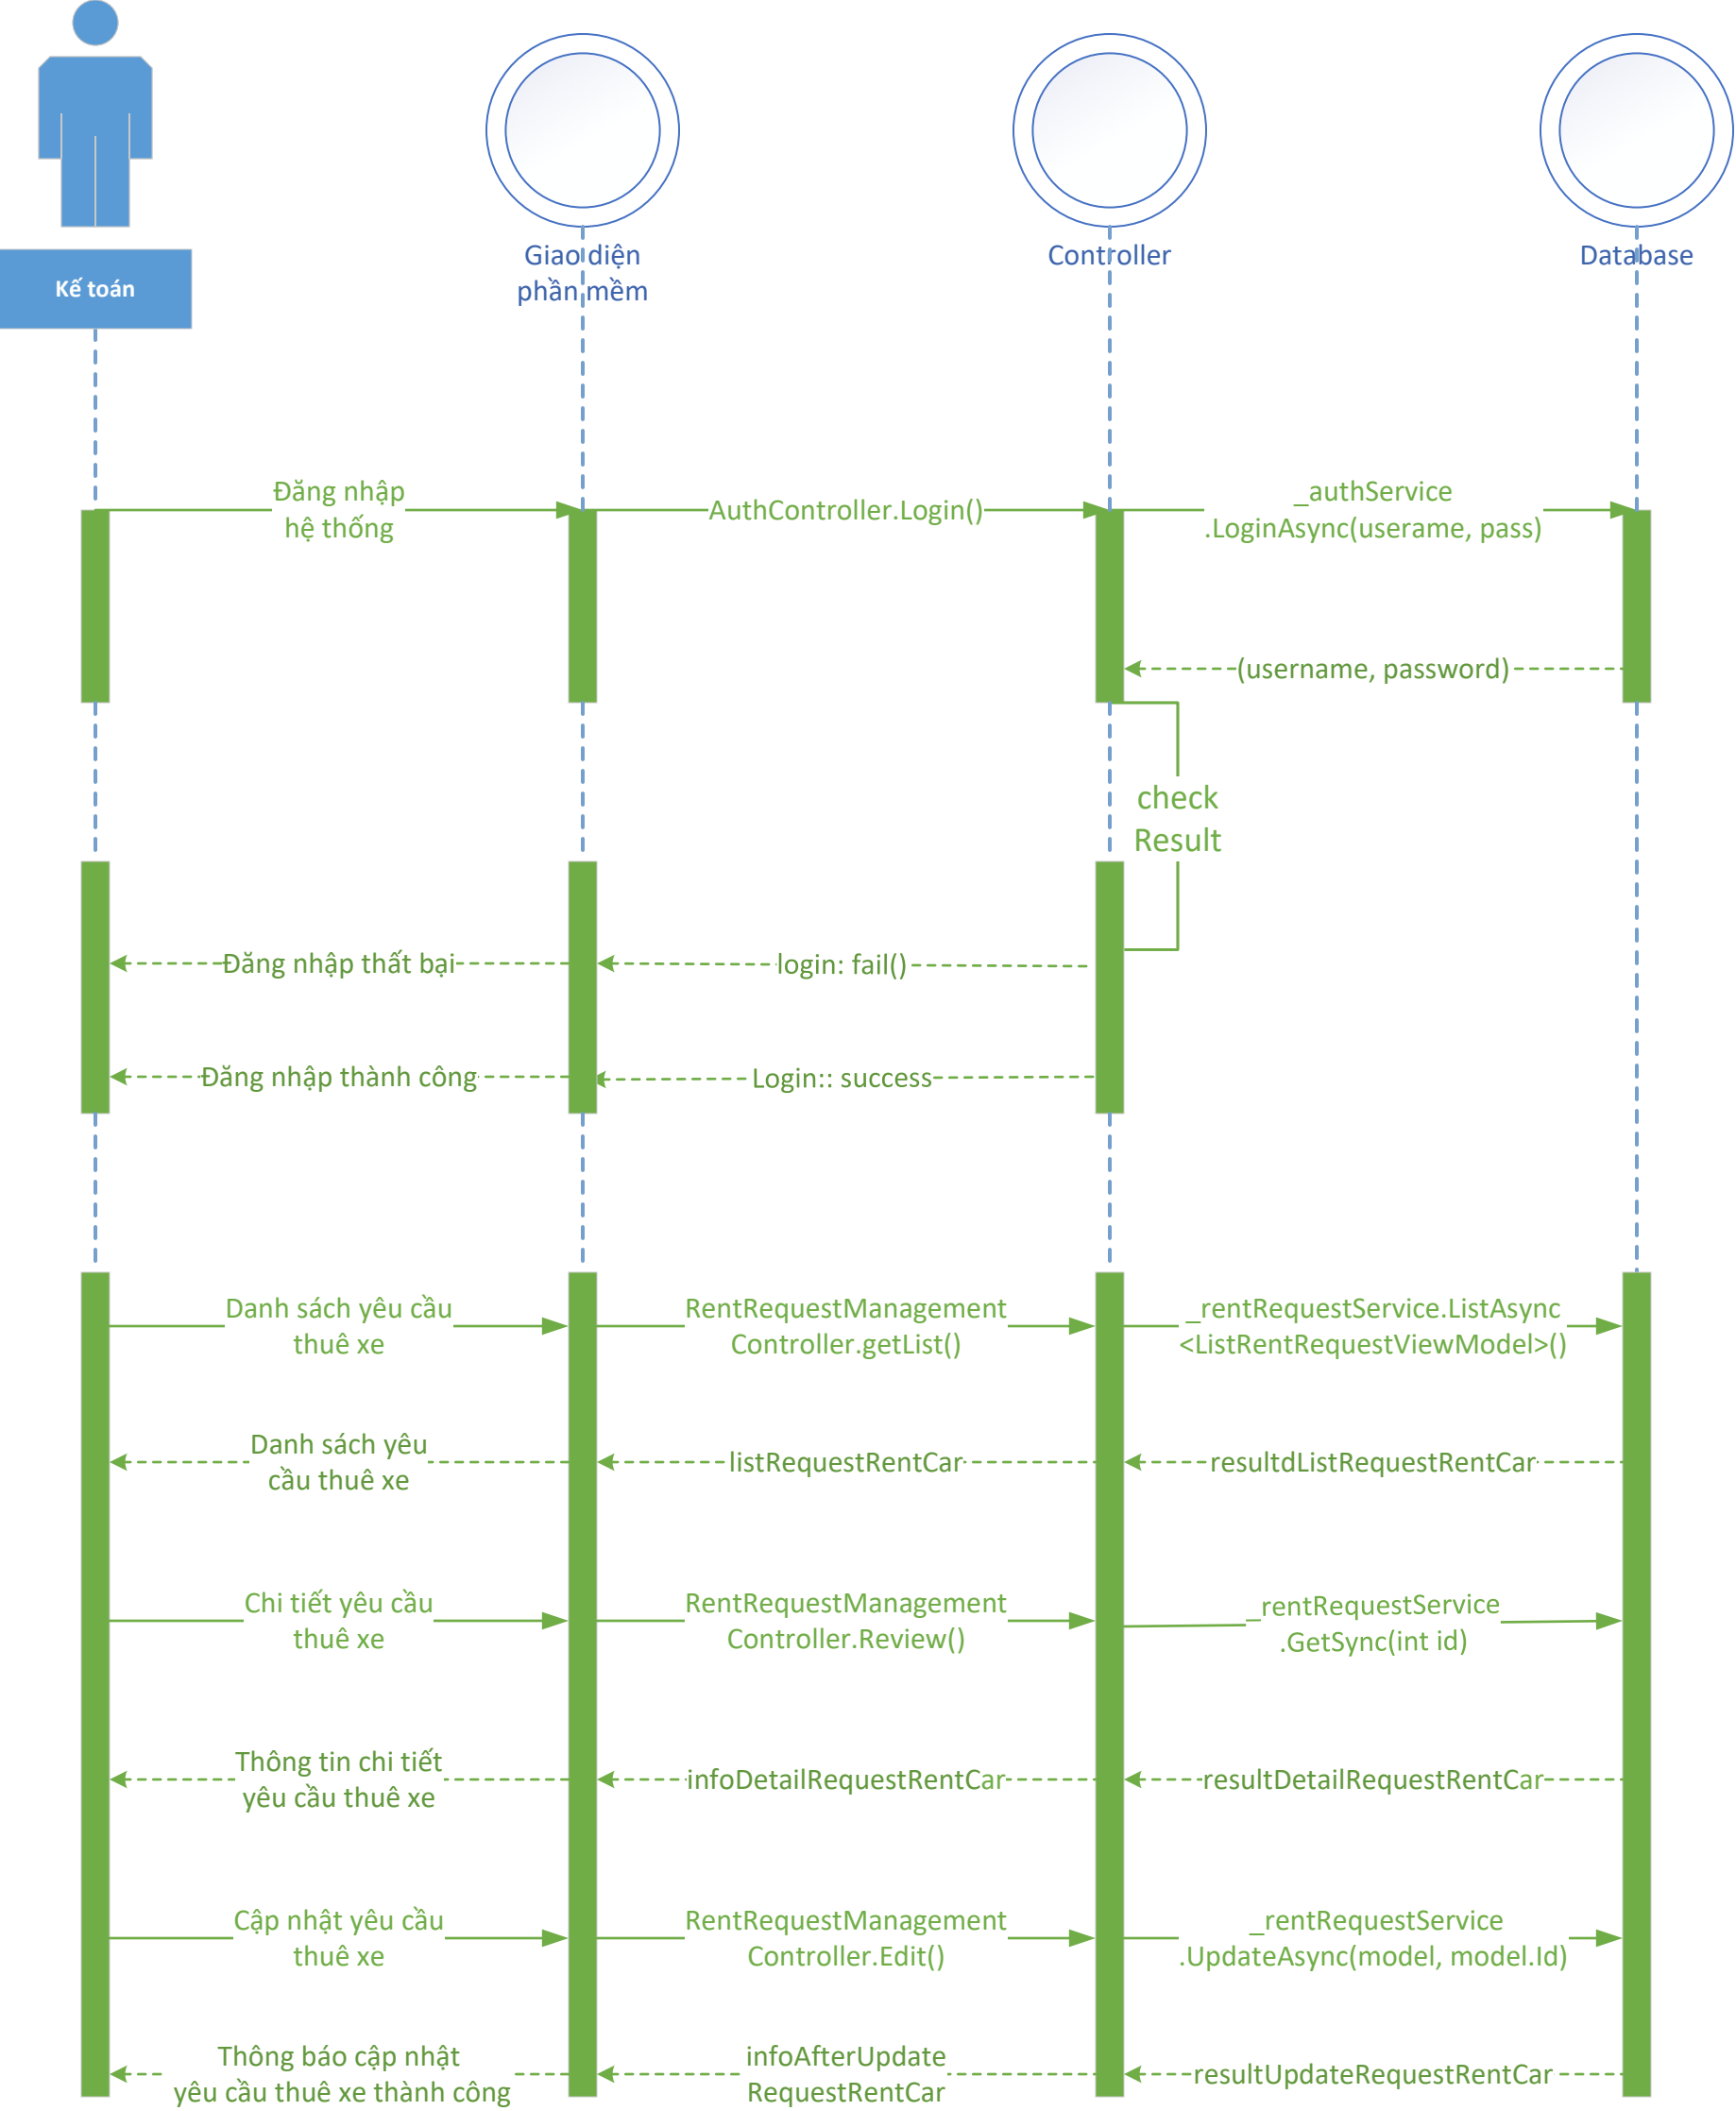 Kế toán
Giao diện
phần mềm
Controller
Database
Đăng nhập
hệ thống
AuthController.Login()
_authService
.LoginAsync(userame, pass)
(username, password)
check
Result
Đăng nhập thất bại
login: fail()
Đăng nhập thành công
Login:: success
Danh sách yêu cầu
thuê xe
RentRequestManagement
Controller.getList()
_rentRequestService.ListAsync
<ListRentRequestViewModel>()
Danh sách yêu
cầu thuê xe
listRequestRentCar
resultdListRequestRentCar
Chi tiết yêu cầu
thuê xe
RentRequestManagement
Controller.Review()
_rentRequestService
.GetSync(int id)
Thông tin chi tiết
yêu cầu thuê xe
infoDetailRequestRentCar
resultDetailRequestRentCar
Cập nhật yêu cầu
thuê xe
RentRequestManagement
Controller.Edit()
_rentRequestService
.UpdateAsync(model, model.Id)
Thông báo cập nhật
yêu cầu thuê xe thành công
infoAfterUpdate
RequestRentCar
resultUpdateRequestRentCar